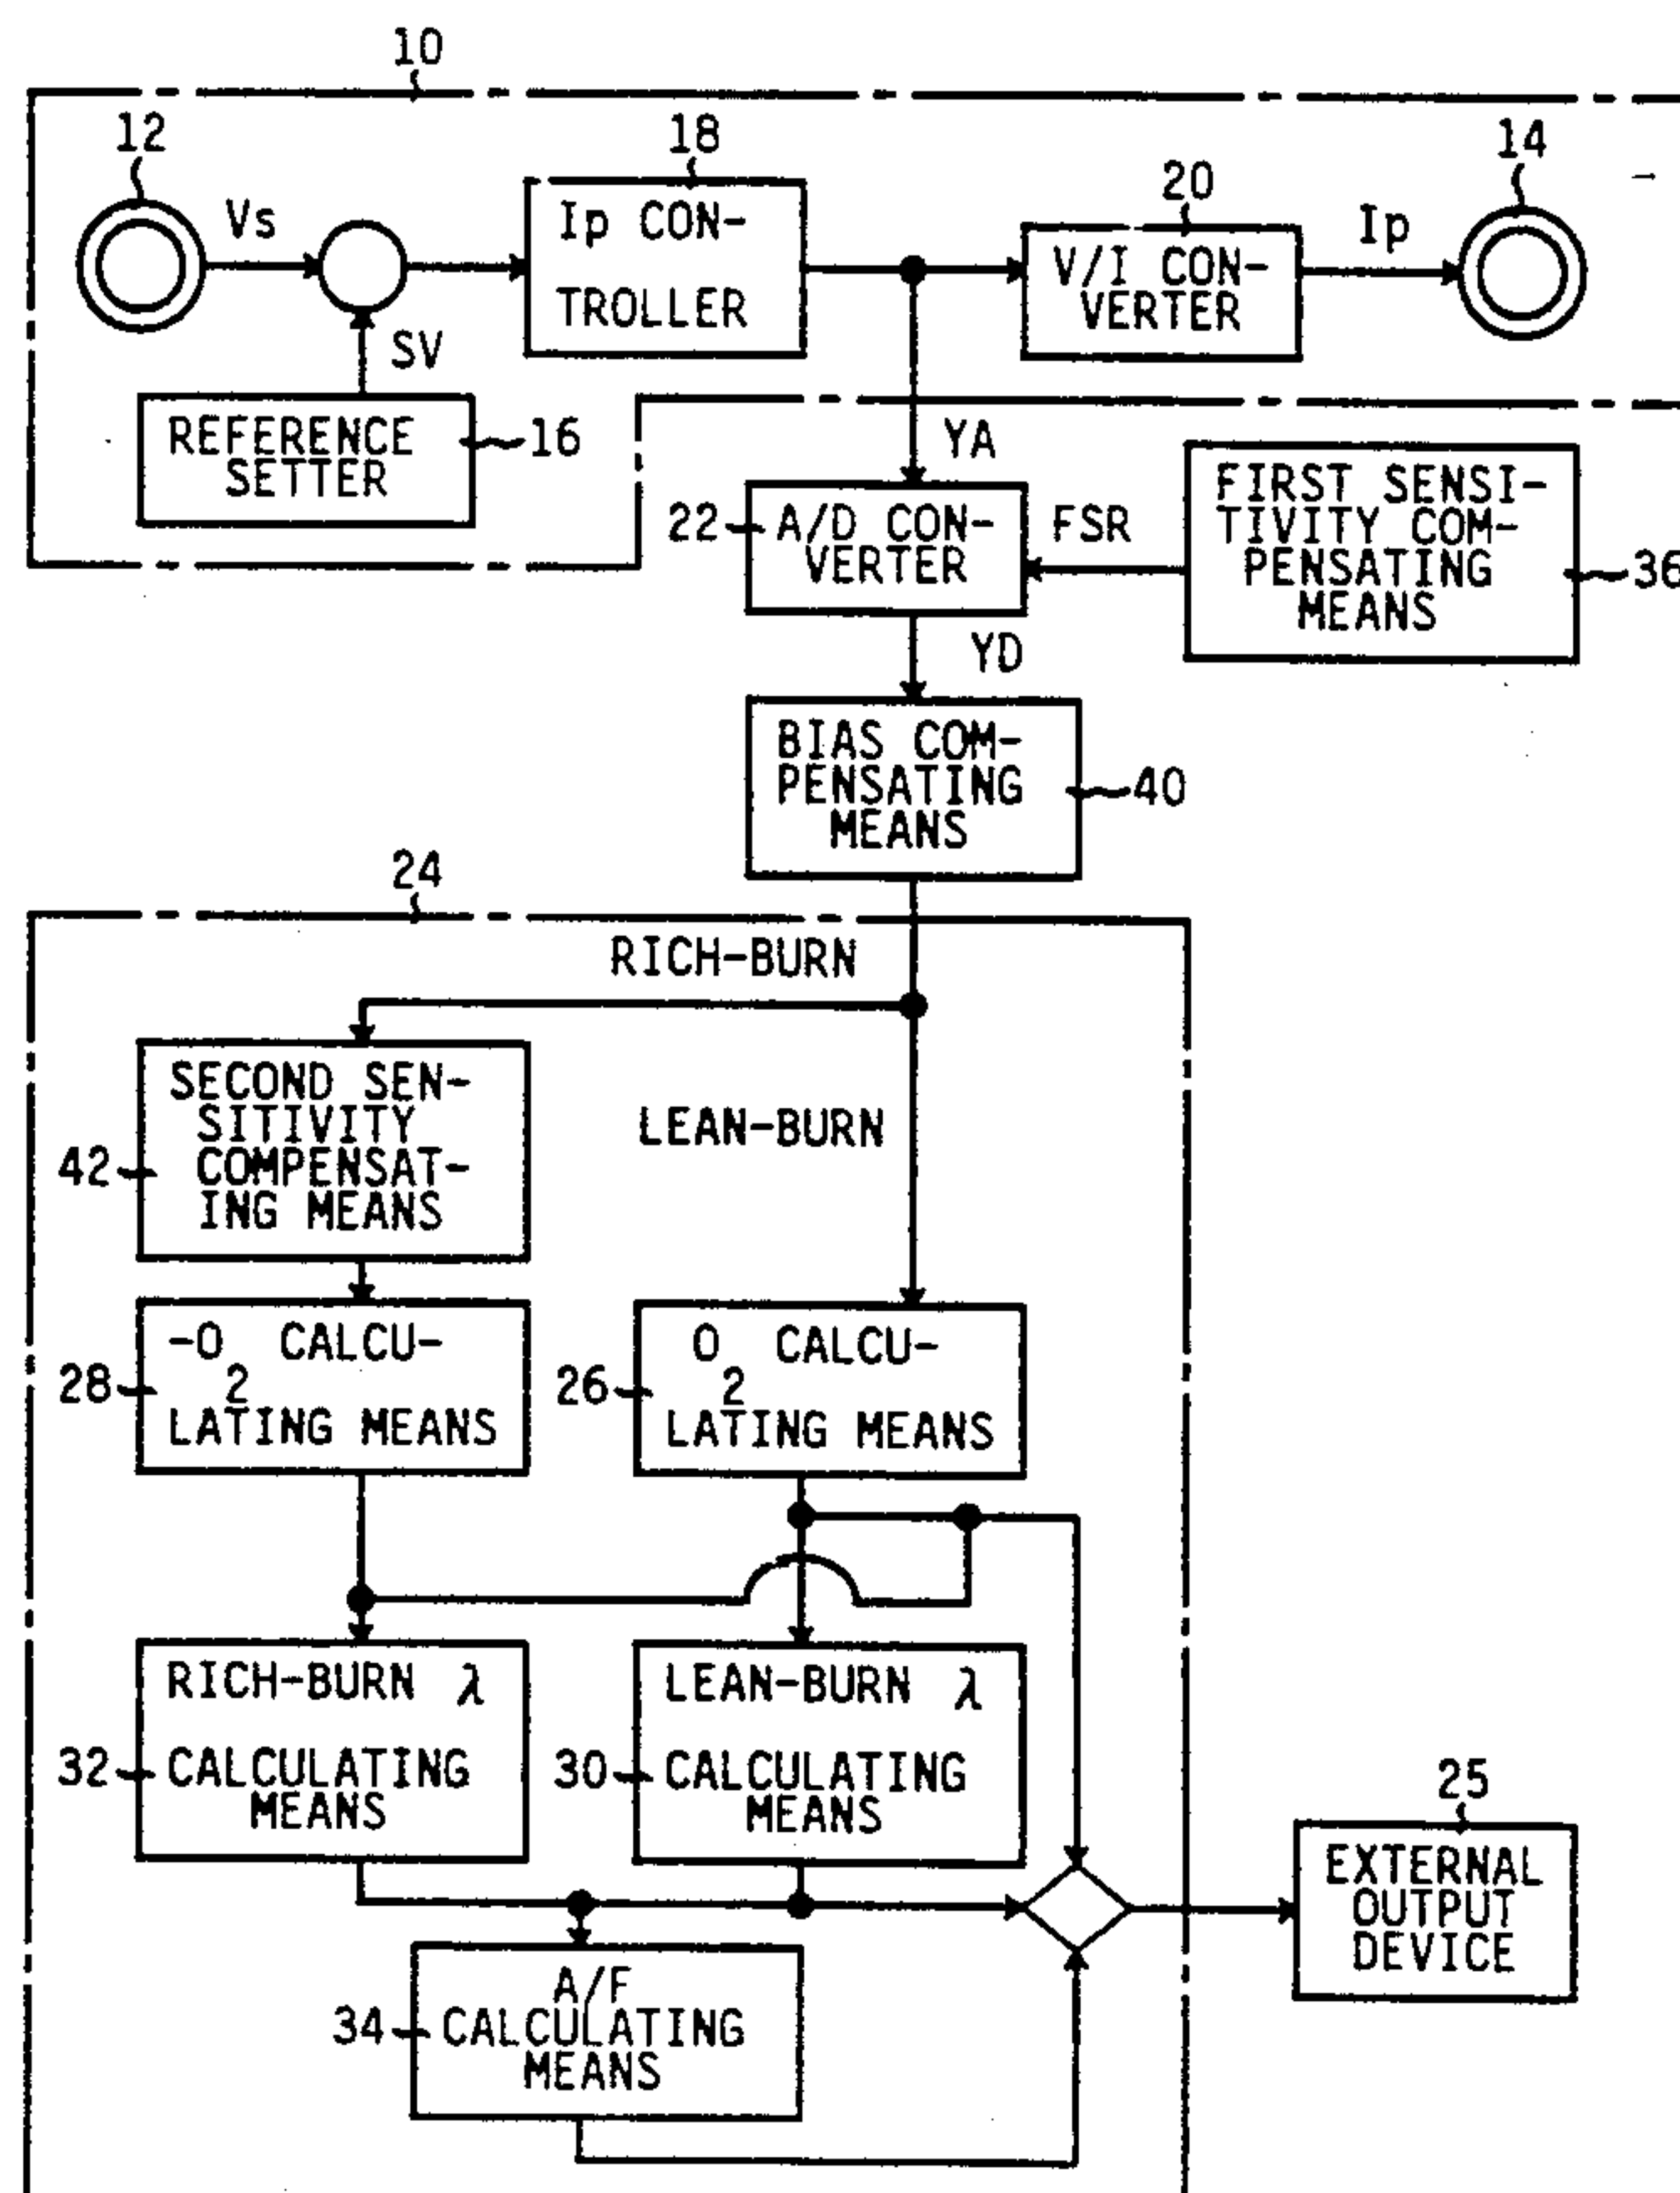 10
12
18
14
20
Vs
Ip CON-
TROLLER
V/I CON-
VERTER
Ip
SV
REFERENCE
SETTER
16
YA
22
A/D CON-
VERTER
FSR
FIRST SENSI-
TIVITY COM-
PENSATING
MEANS
36
YD
BIAS COM-
PENSATING
MEANS
40
24
RICH-BURN
SECOND SEN-
SITIVITY
COMPENSAT-
ING MEANS
42
LEAN-BURN
-O2 CALCU-
LATING MEANS
28
O2 CALCU-
LATING MEANS
26
RICH-BURN λ
CALCULATING
MEANS
32
LEAN-BURN λ
CALCULATING
MEANS
30
25
EXTERNAL
OUTPUT
DEVICE
A/F
CALCULATING
MEANS
34